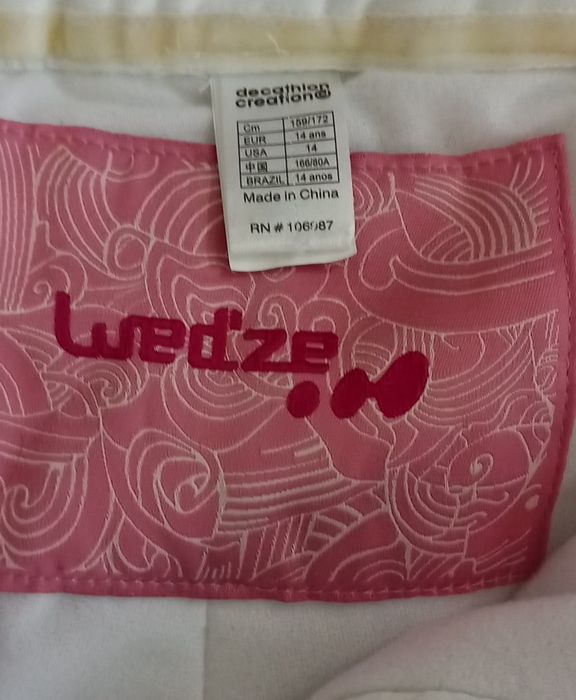 decathlon
creation®
Cm 159/172
EUR 14 ans
USA 14
中国 166/80A
BRAZIL 14 anos
Made in China
RN # 106987
wed'ze